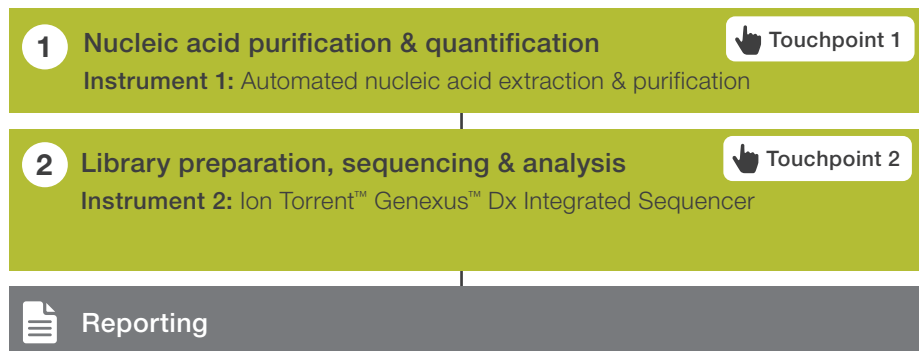 1 Nucleic acid purification & quantification Touchpoint 1
Instrument 1: Automated nucleic acid extraction & purification
2 Library preparation, sequencing & analysis Touchpoint 2
Instrument 2: Ion Torrent™ Genexus™ Dx Integrated Sequencer
Reporting